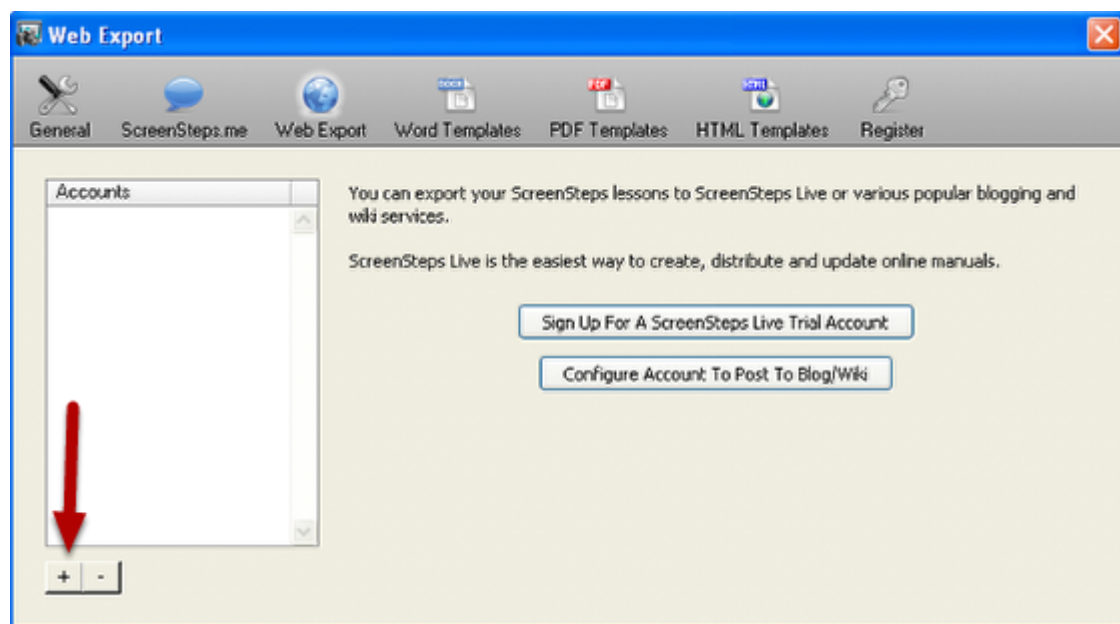 Web Export
General ScreenSteps.me Web Export Word Templates PDF Templates HTML Templates Register
Accounts
You can export your ScreenSteps lessons to ScreenSteps Live or various popular blogging and
wiki services.
ScreenSteps Live is the easiest way to create, distribute and update online manuals.
Sign Up For A ScreenSteps Live Trial Account
Configure Account To Post To Blog/Wiki
+ -